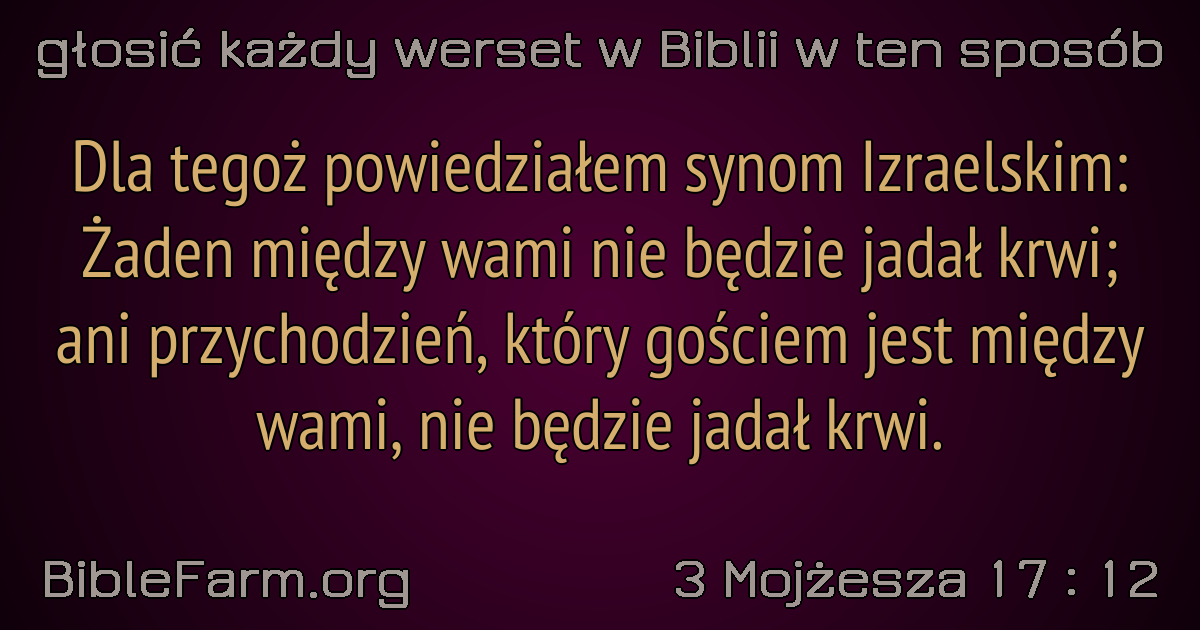 głosić każdy werset w Biblii w ten sposób
Dla tegoż powiedziałem synom Izraelskim:
Żaden między wami nie będzie jadał krwi;
ani przychodzień, który gościem jest między
wami, nie będzie jadał krwi.
BibleFarm.org
3 Mojżesza 17 : 12